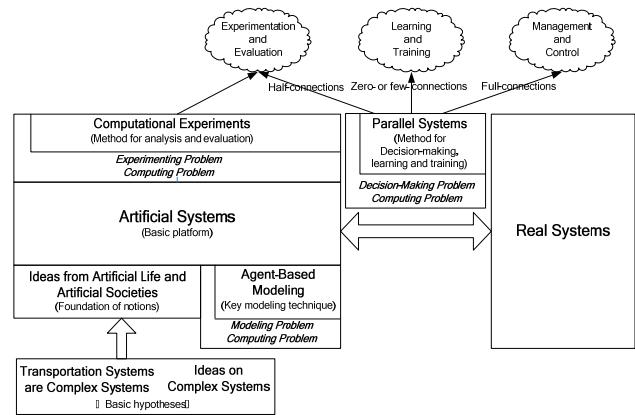 Experimentation
and
Evaluation
Learning
and
Training
Management
and
Control
Half-connections
Zero- or few-connections
Full-connections
Computational Experiments
(Method for analysis and evaluation)
Experimenting Problem
Computing Problem
Parallel Systems
(Method for
Decision-making,
learning and training)
Decision-Making Problem
Computing Problem
Artificial Systems
(Basic platform)
Real Systems
Ideas from Artificial Life and
Artificial Societies
(Foundation of notions)
Agent-Based
Modeling
(Key modeling technique)
Modeling Problem
Computing Problem
Transportation Systems
are Complex Systems
Ideas on
Complex Systems
Basic hypotheses